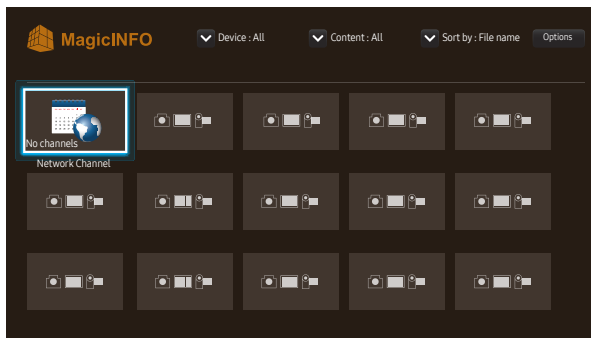 MagicINFO
Device : All
Content : All
Sort by : File name
Options
No channels
Network Channel